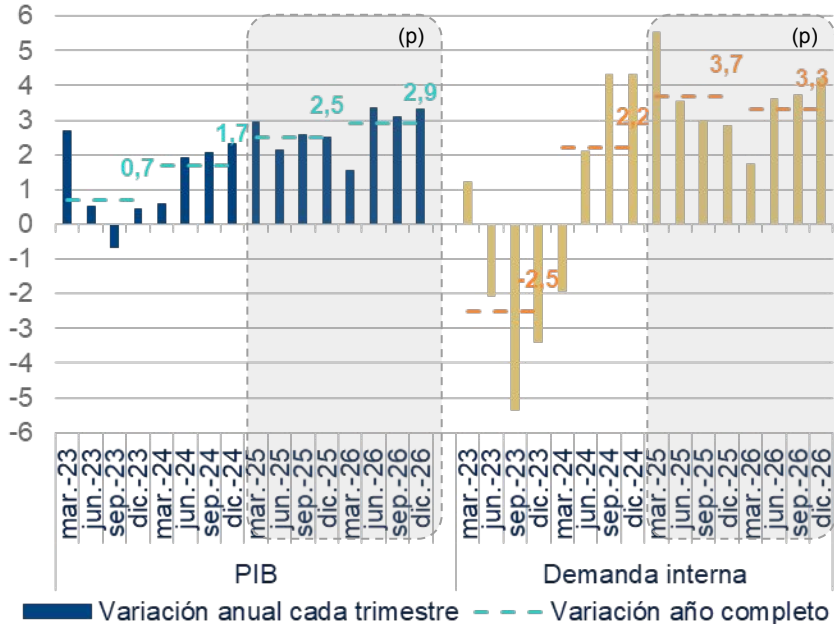 6
5
4
3
2
1
0
-1
-2
-3
-4
-5
-6
(p)
(p)
0,7
1,7
2,5
2,9
-2,5
2,2
3,7
3,3
mar.-23
jun.-23
sep.-23
dic.-23
mar.-24
jun.-24
sep.-24
dic.-24
mar.-25
jun.-25
sep.-25
dic.-25
mar.-26
jun.-26
sep.-26
dic.-26
mar.-23
jun.-23
sep.-23
dic.-23
mar.-24
jun.-24
sep.-24
dic.-24
mar.-25
jun.-25
sep.-25
dic.-25
mar.-26
jun.-26
sep.-26
dic.-26
PIB
Demanda interna
Variación anual cada trimestre
Variación año completo